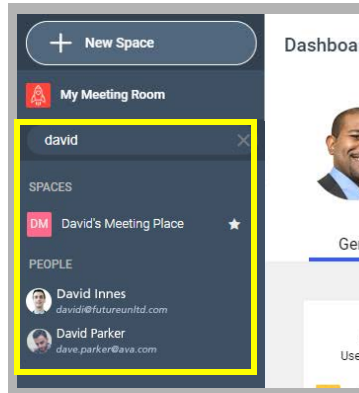 New Space
Dashboa
My Meeting Room
david
SPACES
DM David's Meeting Place
PEOPLE
David Innes
davidi@futureunltd.com
David Parker
dave.parker@ava.com
Ge
Use